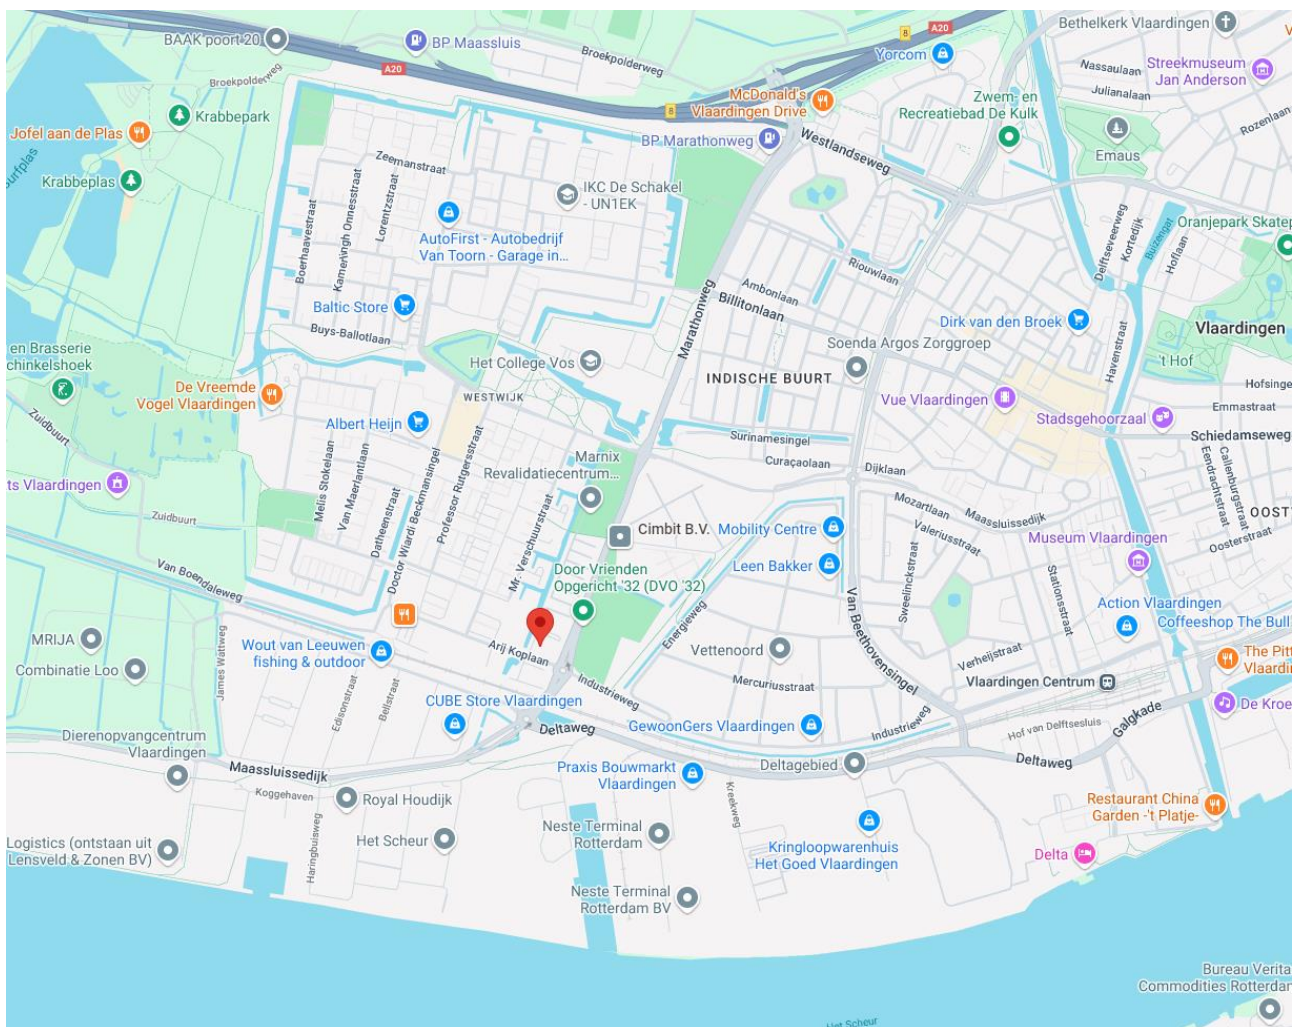 BAAK poort 20
BP Maassluis
Broekpolderweg
A20
8
A20
Yorcom
Bethelkerk Vlaardingen
Nassaulaan
Streekmuseum
Jan Anderson
Julianalaan
Rozenlaan
Broekpolderweg
Krabbepark
McDonald's
Vlaardingen Drive
8
Zwem- en
Recreatiebad De Kulk
Emaus
Jofel aan de Plas
BP Marathonweg
Westlandseweg
Zeemanstraat
Krabbeplas
IKC De Schakel
- UN1EK
Boerhaavestraat
Kamerlingh Onnesstraat
Lorentzstraat
AutoFirst - Autobedrijf
Van Toorn - Garage in...
Delftseveerweg
Kortedijk
Buizengat
Hoflaan
Oranjepark Skatep
Riouwlaan
Ambonlaan
Billitonlaan
Marathonweg
Baltic Store
Buys-Ballotlaan
Dirk van den Broek
Vlaardingen
Havenstraat
't Hof
Soenda Argos Zorggroep
en Brasserie
chinkelshoek
Het College Vos
INDISCHE BUURT
De Vreemde
Vogel Vlaardingen
WESTWIJK
Vue Vlaardingen
Stadsgehoorzaal
Hofsinge
Emmastraat
Zuidbuurt
Albert Heijn
Surinamesingel
Schiedamseweg
Marnix
Revalidatiecentrum...
Curaçaolaan
Dijklaan
Callenburgstraat
Eendrachtstraat
ts Vlaardingen
Melis Stokelaan
Van Maerlantlaan
Datheenstraat
Doctor Wiardi Beckmansingel
Professor Rutgersstraat
Mozartlaan
Maassluissedijk
OOST
Zuidbuurt
Cimbit B.V.
Mobility Centre
Valeriusstraat
Museum Vlaardingen
Oosterstraat
Mr. Verschuurstraat
Van Boendaleweg
Door Vrienden
Opgericht '32 (DVO '32)
Leen Bakker
Sweelinckstraat
Stationsstraat
Energieweg
Van Beethovensingel
Action Vlaardingen
Coffeeshop The Bull
MRIJA
Wout van Leeuwen
fishing & outdoor
Arij Koplaan
Vettenoord
Verheijstraat
The Pitt
Vlaardin
Combinatie Loo
James Wattweg
Edisonstraat
Bellstraat
Industrieweg
Mercuriusstraat
Vlaardingen Centrum
De Kroe
CUBE Store Vlaardingen
GewoonGers Vlaardingen
Industrieweg
Hof van Delftsesluis
Galgkade
Dierenopvangcentrum
Vlaardingen
Deltaweg
Deltaweg
Maassluissedijk
Praxis Bouwmarkt
Vlaardingen
Deltagebied
Koggehaven
Royal Houdijk
Kreekweg
Restaurant China
Garden -'t Platje-
Haringbuisweg
Het Scheur
Neste Terminal
Rotterdam
Logistics (ontstaan uit
Lensveld & Zonen BV)
Kringloopwarenhuis
Het Goed Vlaardingen
Delta
Neste Terminal
Rotterdam BV
Bureau Verita
Commodities Rotterdam
Het Scheur